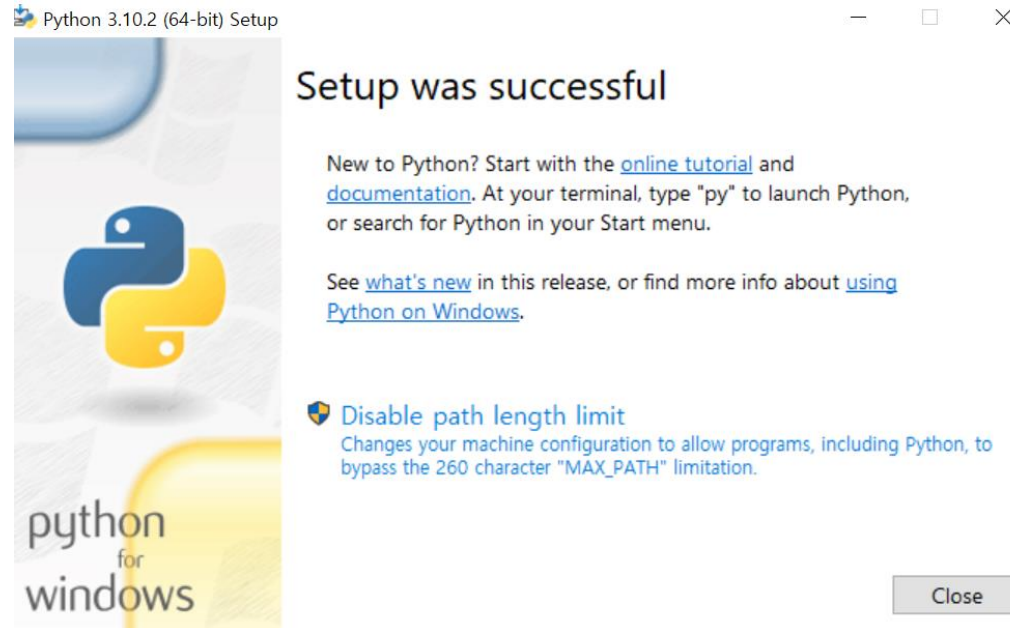 Python 3.10.2 (64-bit) Setup
Setup was successful
New to Python? Start with the online tutorial and
documentation. At your terminal, type "py" to launch Python,
or search for Python in your Start menu.
See what's new in this release, or find more info about using
Python on Windows.
Disable path length limit
Changes your machine configuration to allow programs, including Python, to
bypass the 260 character "MAX_PATH" limitation.
python
for
windows
Close